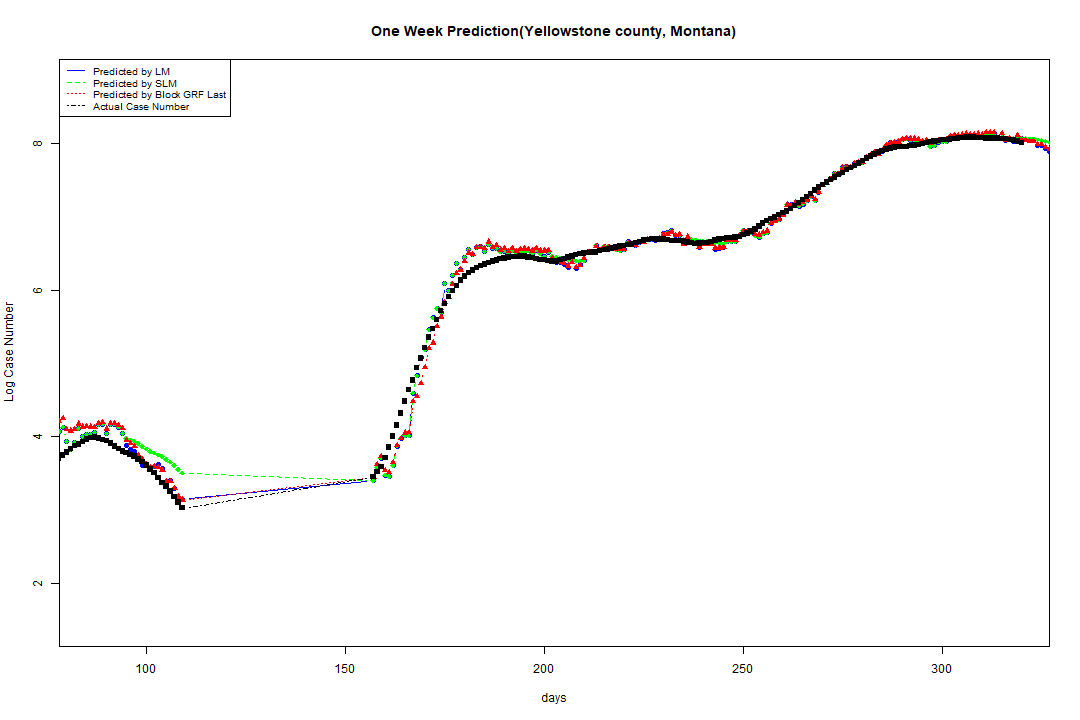 One Week Prediction(Yellowstone county, Montana)
Predicted by LM
Predicted by SLM
Predicted by Block GRF Last
Actual Case Number
8
6
4
2
Log Case Number
100 150 200 250 300
days